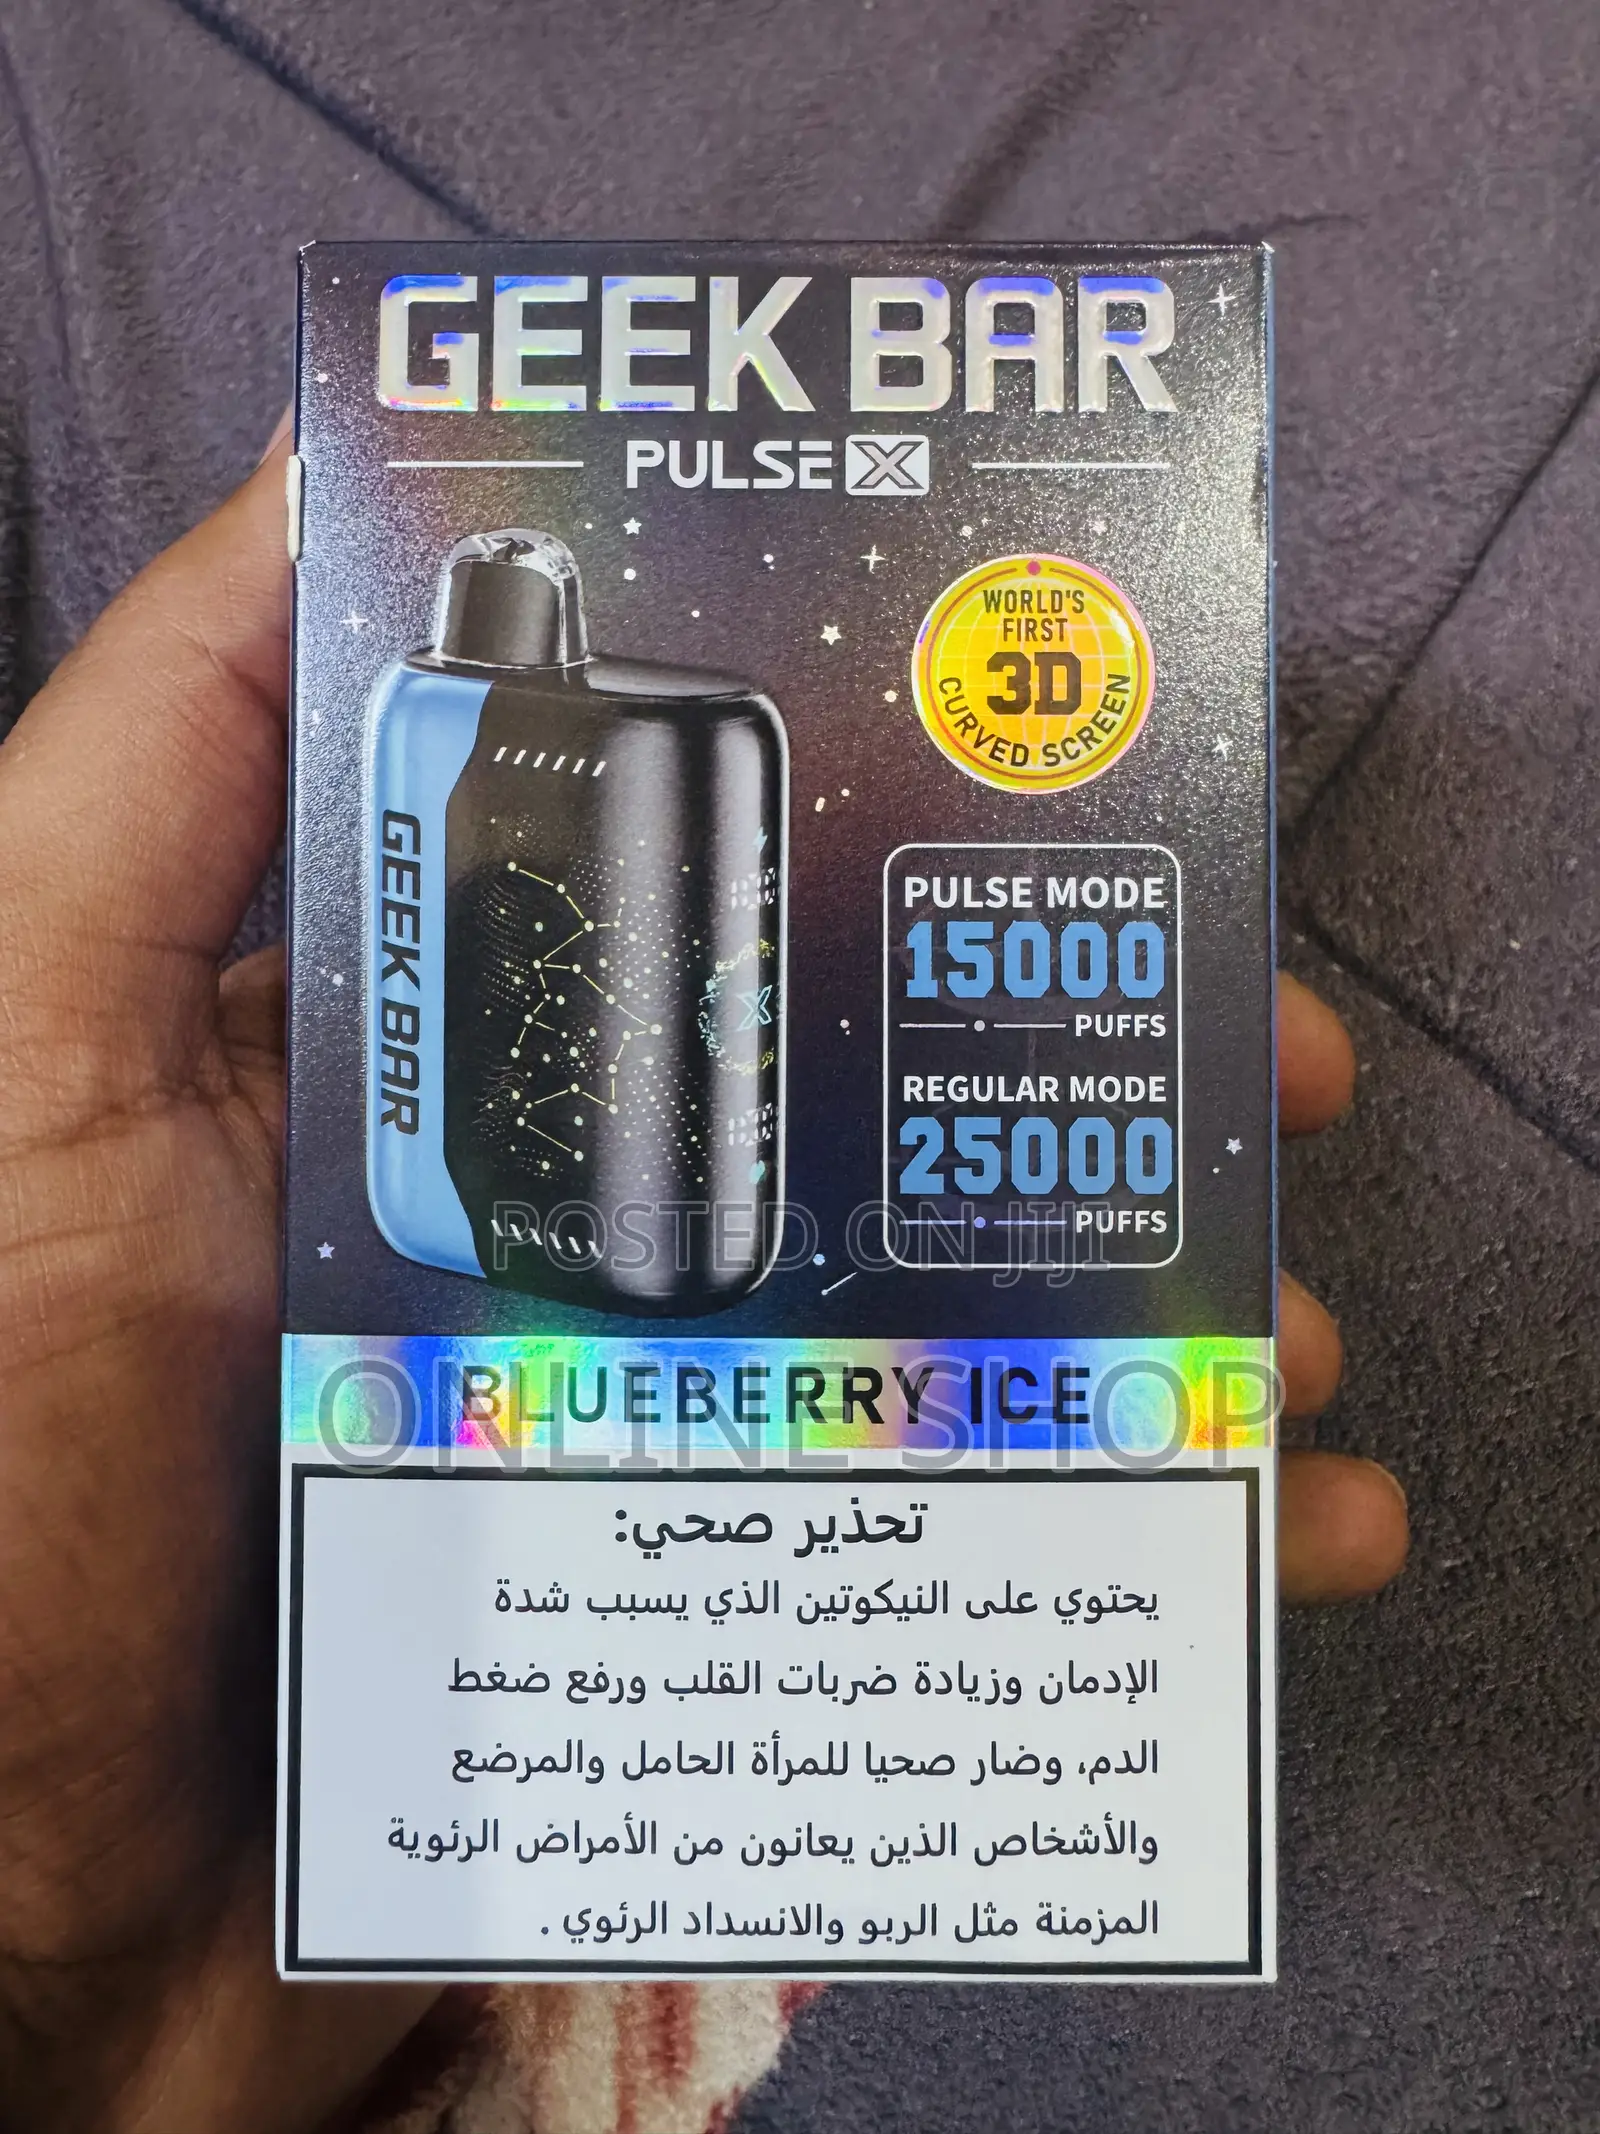 GEEK BAR
PULSE X
WORLD'S
FIRST
3D
CURVED SCREEN
GEEK BAR
X
PULSE MODE
15000
PUFFS
REGULAR MODE
25000
PUFFS
POSTED ON JIJI
BLUEBERRY ICE
ONLINE SHOP
تحذير صحي:
يحتوي على النيكوتين الذي يسبب شدة
الإدمان وزيادة ضربات القلب ورفع ضغط
الدم، وضار صحيا للمرأة الحامل والمرضع
والأشخاص الذين يعانون من الأمراض الرئوية
المزمنة مثل الربو والانسداد الرئوي .